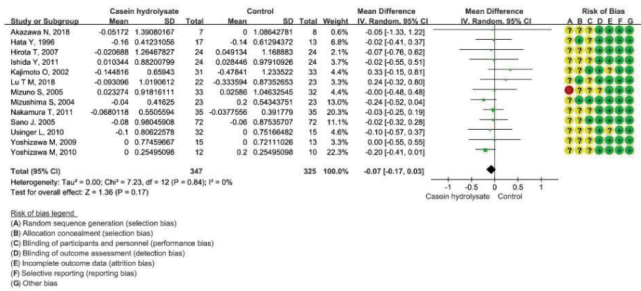 Casein hydrolysate Control Mean Difference Mean Difference Risk of Bias
Study or Subgroup Mean SD Total Mean SD Total Weight IV. Random. 95% CI IV. Random. 95% CI A B C D E F G
Akazawa N, 2018 -0.05172 1.39080167 7 0 1.08642781 8 0.6% -0.05 [-1.33, 1.22]
Hata Y, 1996 -0.16 0.41231056 17 -0.14 0.61294372 13 6.5% -0.02 [-0.41, 0.37]
Hirota T, 2007 -0.020688 1.26467827 24 0.049134 1.168883 24 2.1% -0.07 [-0.76, 0.62]
Ishida Y, 2011 0.010344 0.88200799 24 0.028446 0.97910926 24 3.5% -0.02 [-0.55, 0.51]
Kajimoto O, 2002 -0.144816 0.65943 31 -0.47841 1.233522 33 4.4% 0.33 [-0.15, 0.81]
Lu T M, 2018 -0.093096 1.0190612 22 -0.333594 0.87352653 23 3.2% 0.24 [-0.32, 0.80]
Mizuno S, 2005 0.023274 0.91816111 33 0.02586 1.04632545 32 4.3% -0.00 [-0.48, 0.48]
Mizushima S, 2004 -0.04 0.41625 23 0.2 0.54343751 23 12.7% -0.24 [-0.52, 0.04]
Nakamura T, 2011 -0.0680118 0.5505594 35 -0.0377556 0.391779 35 20.2% -0.03 [-0.25, 0.19]
Sano J, 2005 -0.08 0.98045908 72 -0.06 0.87535707 72 10.8% -0.02 [-0.32, 0.28]
Usinger L, 2010 -0.1 0.80622578 32 0 0.75166482 15 4.5% -0.10 [-0.57, 0.37]
Yoshizawa M, 2009 0 0.77459667 15 0 0.72111026 13 3.2% 0.00 [-0.55, 0.55]
Yoshizawa M, 2010 0 0.25495098 12 0.2 0.25495098 10 22.5% -0.20 [-0.41, 0.01]
Total (95% CI) 347 325 100.0% -0.07 [-0.17, 0.03]
Heterogeneity: Tau² = 0.00; Chi² = 7.23, df = 12 (P = 0.84); I² = 0%
Test for overall effect: Z = 1.36 (P = 0.17)
-1 -0.5 0 0.5 1
Casein hydrolysate Control
Risk of bias legend
(A) Random sequence generation (selection bias)
(B) Allocation concealment (selection bias)
(C) Blinding of participants and personnel (performance bias)
(D) Blinding of outcome assessment (detection bias)
(E) Incomplete outcome data (attrition bias)
(F) Selective reporting (reporting bias)
(G) Other bias